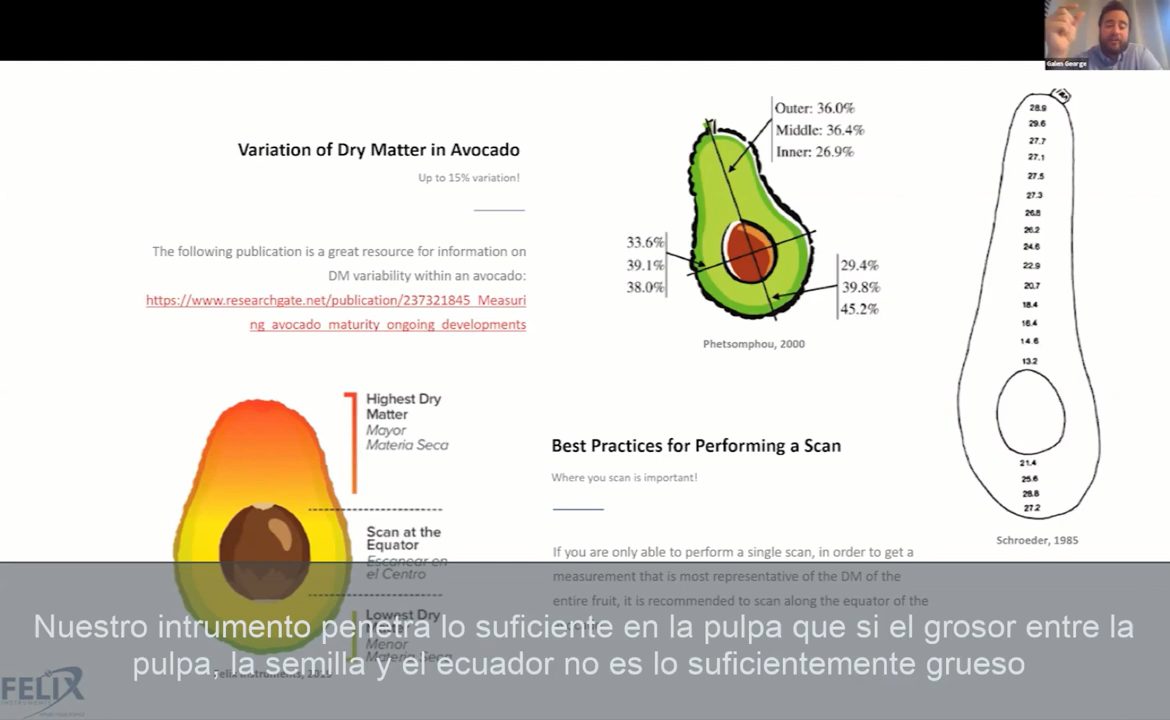 Galen George
Variation of Dry Matter in Avocado
Up to 15% variation!
The following publication is a great resource for information on
DM variability within an avocado:
https://www.researchgate.net/publication/237321845_Measuri
ng_avocado_maturity_ongoing_developments
Outer: 36.0%
Middle: 36.4%
Inner: 26.9%
33.6%
39.1%
38.0%
29.4%
39.8%
45.2%
Phetsomphou, 2000
28.9
29.6
27.7
27.1
27.5
27.3
26.8
26.2
24.6
22.9
20.7
18.4
16.4
14.6
13.2
21.4
25.6
28.8
27.2
Schroeder, 1985
Highest Dry
Matter
Mayor
Materia Seca
Scan at the
Equator
Escanear en
el Centro
Lowest Dry
Menor
Materia Seca
Felix Instruments,
Best Practices for Performing a Scan
Where you scan is important!
If you are only able to perform a single scan, in order to get a
measurement that is most representative of the DM of the
entire fruit, it is recommended to scan along the equator of the
Nuestro intrumento penetra lo suficiente en la pulpa que si el grosor entre la
pulpa, la semilla y el ecuador no es lo suficientemente grueso
FELIX
INSTRUMENTS